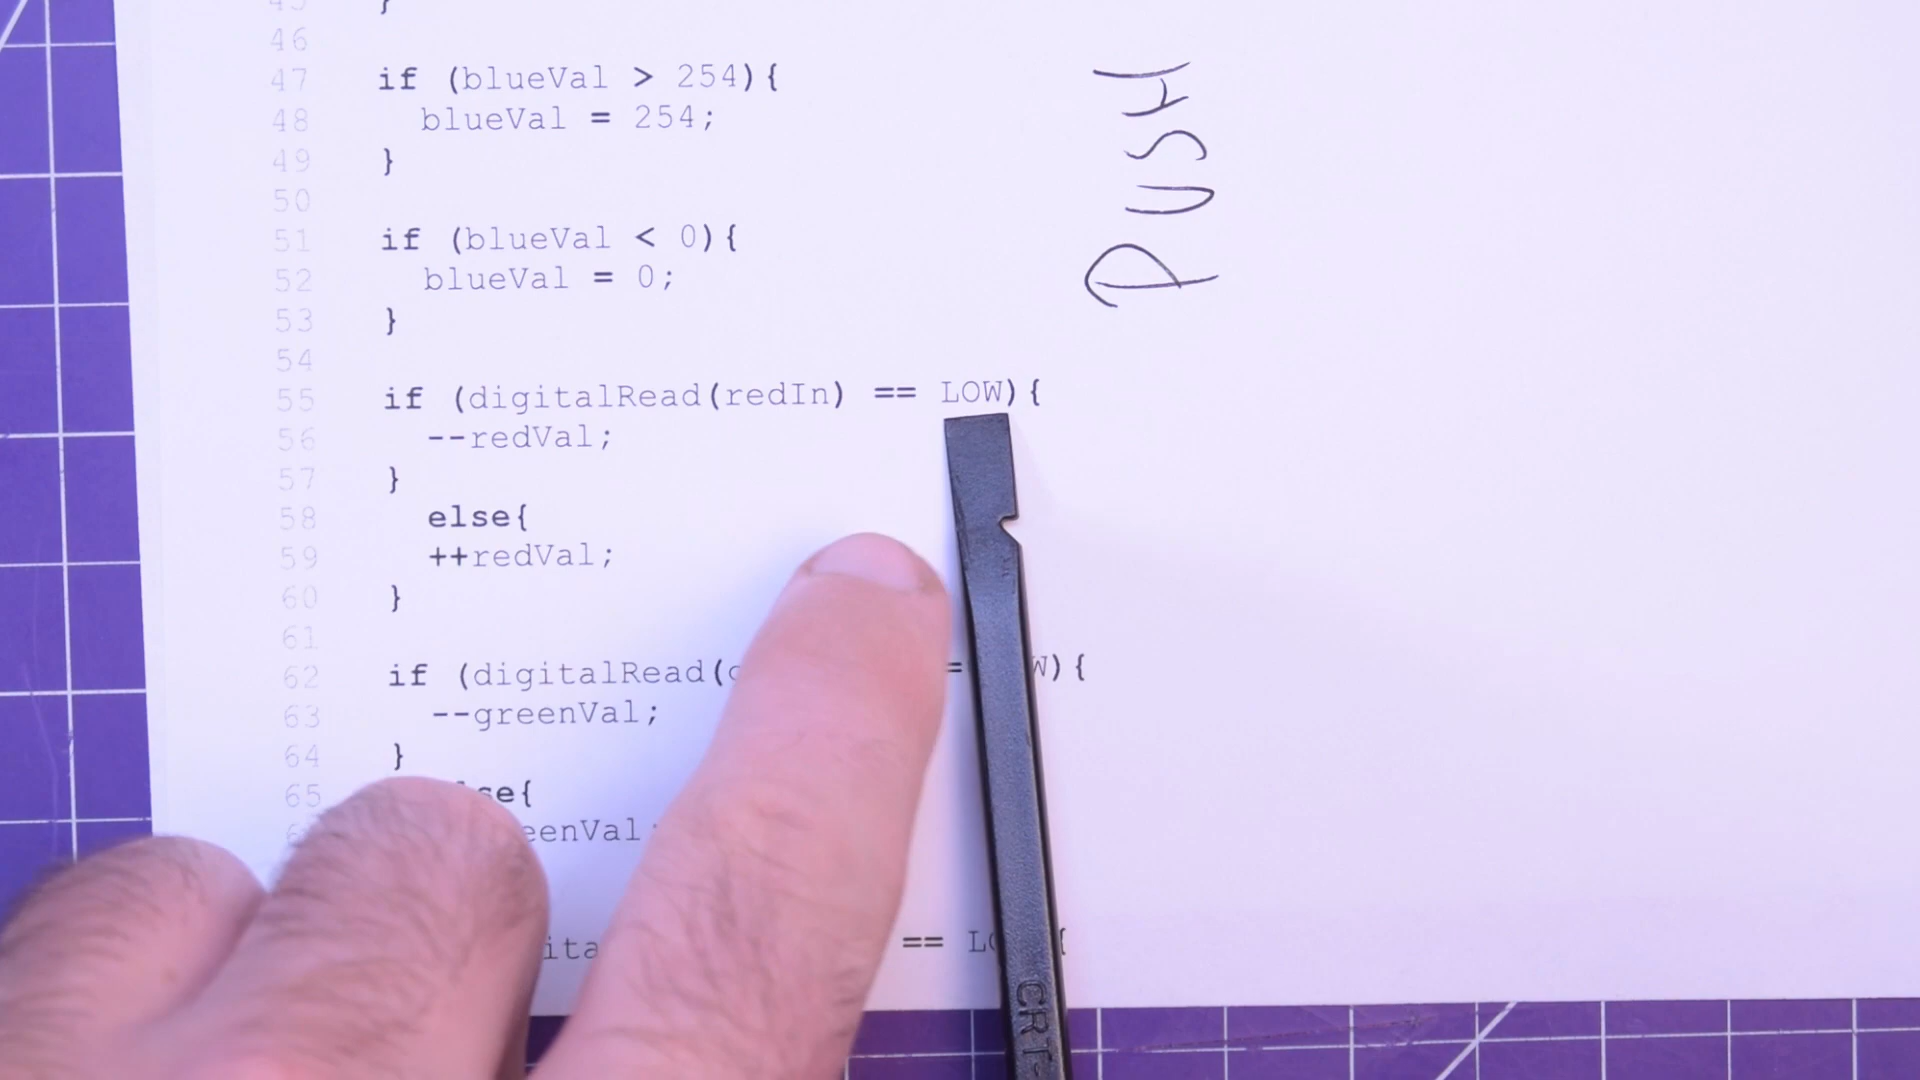 46
47 if (blueVal > 254){
48 blueVal = 254;
49 }
50
51 if (blueVal < 0){
52 blueVal = 0;
53 }
54
55 if (digitalRead(redIn) == LOW){
56 --redVal;
57 }
58 else{
59 ++redVal;
60 }
61
62 if (digitalRead( ){
63 --greenVal;
64 }
65 se{
eenVal
== L
PUSH
CRT-